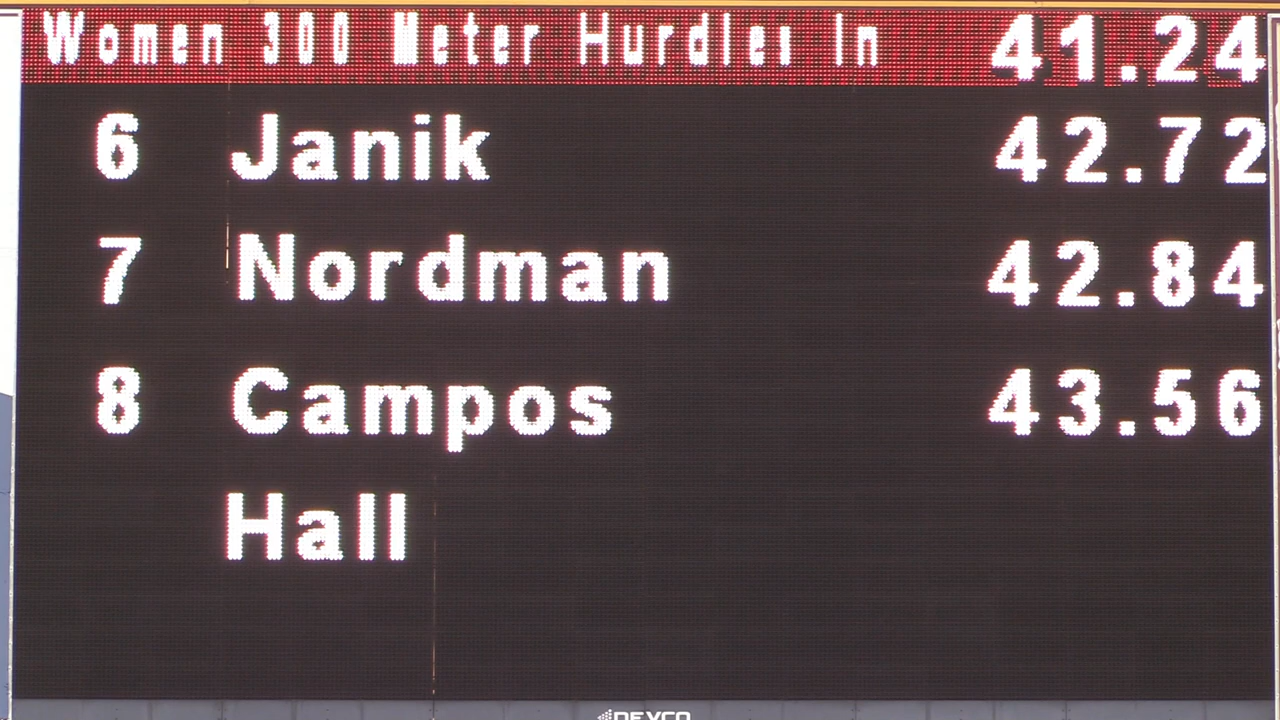 Women 300 Meter Hurdles In 41.24
6 Janik 42.72
7 Nordman 42.84
8 Campos 43.56
Hall